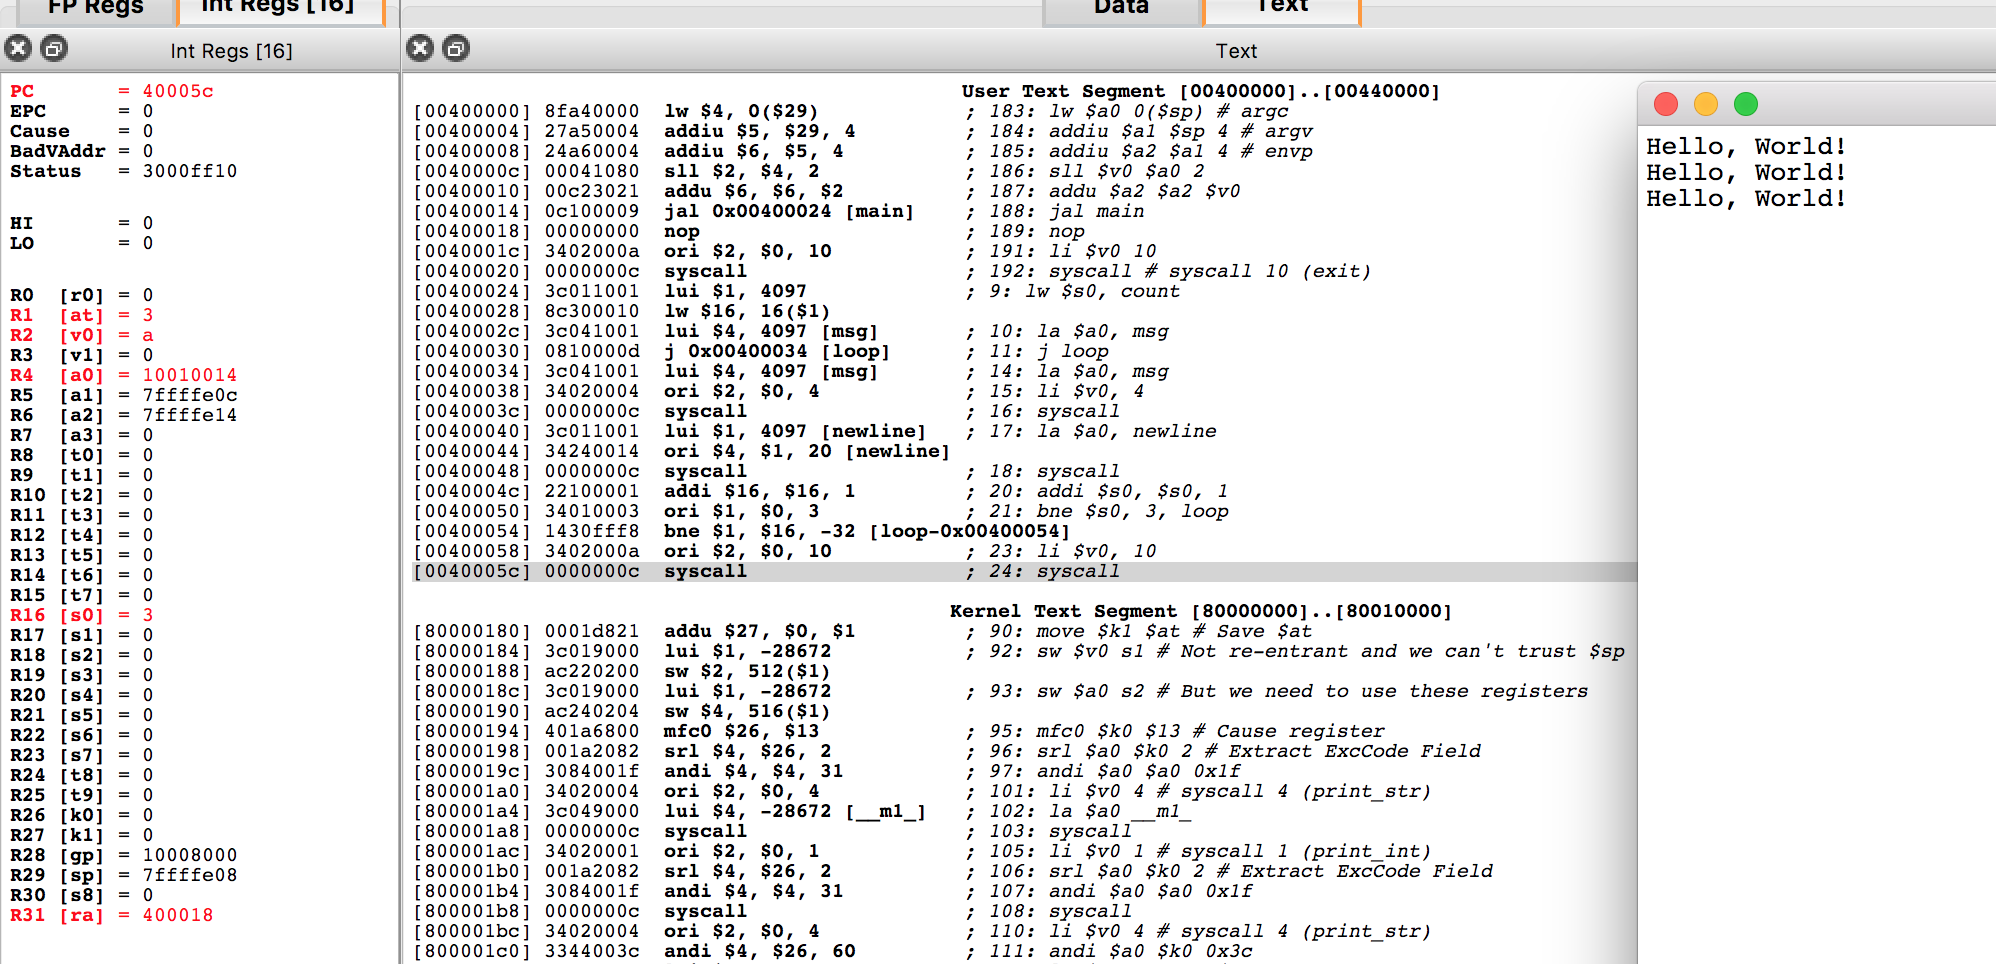 FP Regs
Int Regs [16]
Data
Text
Int Regs [16]
Text
PC = 40005c
EPC = 0
Cause = 0
BadVAddr = 0
Status = 3000ff10
HI = 0
LO = 0
R0 [r0] = 0
R1 [at] = 3
R2 [v0] = a
R3 [v1] = 0
R4 [a0] = 10010014
R5 [a1] = 7ffffe0c
R6 [a2] = 7ffffe14
R7 [a3] = 0
R8 [t0] = 0
R9 [t1] = 0
R10 [t2] = 0
R11 [t3] = 0
R12 [t4] = 0
R13 [t5] = 0
R14 [t6] = 0
R15 [t7] = 0
R16 [s0] = 3
R17 [s1] = 0
R18 [s2] = 0
R19 [s3] = 0
R20 [s4] = 0
R21 [s5] = 0
R22 [s6] = 0
R23 [s7] = 0
R24 [t8] = 0
R25 [t9] = 0
R26 [k0] = 0
R27 [k1] = 0
R28 [gp] = 10008000
R29 [sp] = 7ffffe08
R30 [s8] = 0
R31 [ra] = 400018
User Text Segment [00400000]..[00440000]
[00400000] 8fa40000 lw $4, 0($29) ; 183: lw $a0 0($sp) # argc
[00400004] 27a50004 addiu $5, $29, 4 ; 184: addiu $a1 $sp 4 # argv
[00400008] 24a60004 addiu $6, $5, 4 ; 185: addiu $a2 $a1 4 # envp
[0040000c] 00041080 sll $2, $4, 2 ; 186: sll $v0 $a0 2
[00400010] 00c23021 addu $6, $6, $2 ; 187: addu $a2 $a2 $v0
[00400014] 0c100009 jal 0x00400024 [main] ; 188: jal main
[00400018] 00000000 nop ; 189: nop
[0040001c] 3402000a ori $2, $0, 10 ; 191: li $v0 10
[00400020] 0000000c syscall ; 192: syscall # syscall 10 (exit)
[00400024] 3c011001 lui $1, 4097 ; 9: lw $s0, count
[00400028] 8c300010 lw $16, 16($1)
[0040002c] 3c041001 lui $4, 4097 [msg] ; 10: la $a0, msg
[00400030] 0810000d j 0x00400034 [loop] ; 11: j loop
[00400034] 3c041001 lui $4, 4097 [msg] ; 14: la $a0, msg
[00400038] 34020004 ori $2, $0, 4 ; 15: li $v0, 4
[0040003c] 0000000c syscall ; 16: syscall
[00400040] 3c011001 lui $1, 4097 [newline] ; 17: la $a0, newline
[00400044] 34240014 ori $4, $1, 20 [newline]
[00400048] 0000000c syscall ; 18: syscall
[0040004c] 22100001 addi $16, $16, 1 ; 20: addi $s0, $s0, 1
[00400050] 34010003 ori $1, $0, 3 ; 21: bne $s0, 3, loop
[00400054] 1430fff8 bne $1, $16, -32 [loop-0x00400054]
[00400058] 3402000a ori $2, $0, 10 ; 23: li $v0, 10
[0040005c] 0000000c syscall ; 24: syscall
Kernel Text Segment [80000000]..[80010000]
[80000180] 0001d821 addu $27, $0, $1 ; 90: move $k1 $at # Save $at
[80000184] 3c019000 lui $1, -28672 ; 92: sw $v0 s1 # Not re-entrant and we can't trust $sp
[80000188] ac220200 sw $2, 512($1)
[8000018c] 3c019000 lui $1, -28672 ; 93: sw $a0 s2 # But we need to use these registers
[80000190] ac240204 sw $4, 516($1)
[80000194] 401a6800 mfc0 $26, $13 ; 95: mfc0 $k0 $13 # Cause register
[80000198] 001a2082 srl $4, $26, 2 ; 96: srl $a0 $k0 2 # Extract ExcCode Field
[8000019c] 3084001f andi $4, $4, 31 ; 97: andi $a0 $a0 0x1f
[800001a0] 34020004 ori $2, $0, 4 ; 101: li $v0 4 # syscall 4 (print_str)
[800001a4] 3c049000 lui $4, -28672 [__m1_] ; 102: la $a0 __m1_
[800001a8] 0000000c syscall ; 103: syscall
[800001ac] 34020001 ori $2, $0, 1 ; 105: li $v0 1 # syscall 1 (print_int)
[800001b0] 001a2082 srl $4, $26, 2 ; 106: srl $a0 $k0 2 # Extract ExcCode Field
[800001b4] 3084001f andi $4, $4, 31 ; 107: andi $a0 $a0 0x1f
[800001b8] 0000000c syscall ; 108: syscall
[800001bc] 34020004 ori $2, $0, 4 ; 110: li $v0 4 # syscall 4 (print_str)
[800001c0] 3344003c andi $4, $26, 60 ; 111: andi $a0 $k0 0x3c
Hello, World!
Hello, World!
Hello, World!